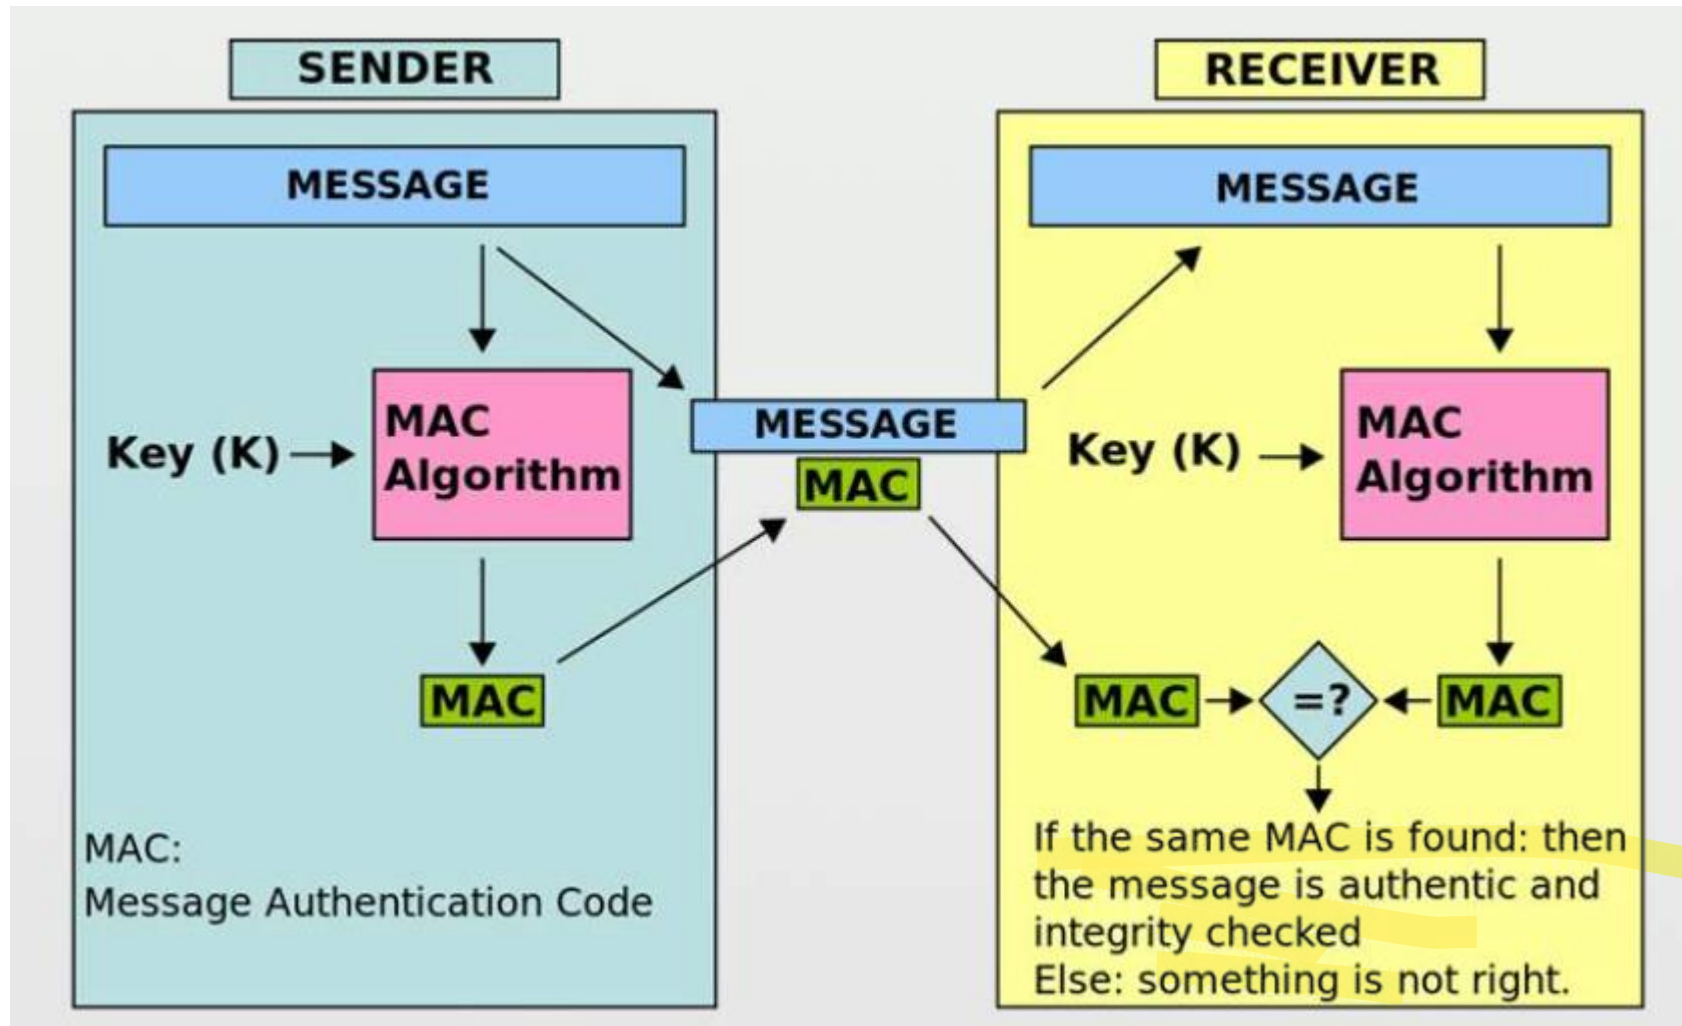 SENDER
MESSAGE
Key (K)
MAC
Algorithm
MAC
MAC:
Message Authentication Code
MESSAGE
MAC
RECEIVER
MESSAGE
Key (K)
MAC
Algorithm
MAC
=?
MAC
If the same MAC is found: then
the message is authentic and
integrity checked
Else: something is not right.